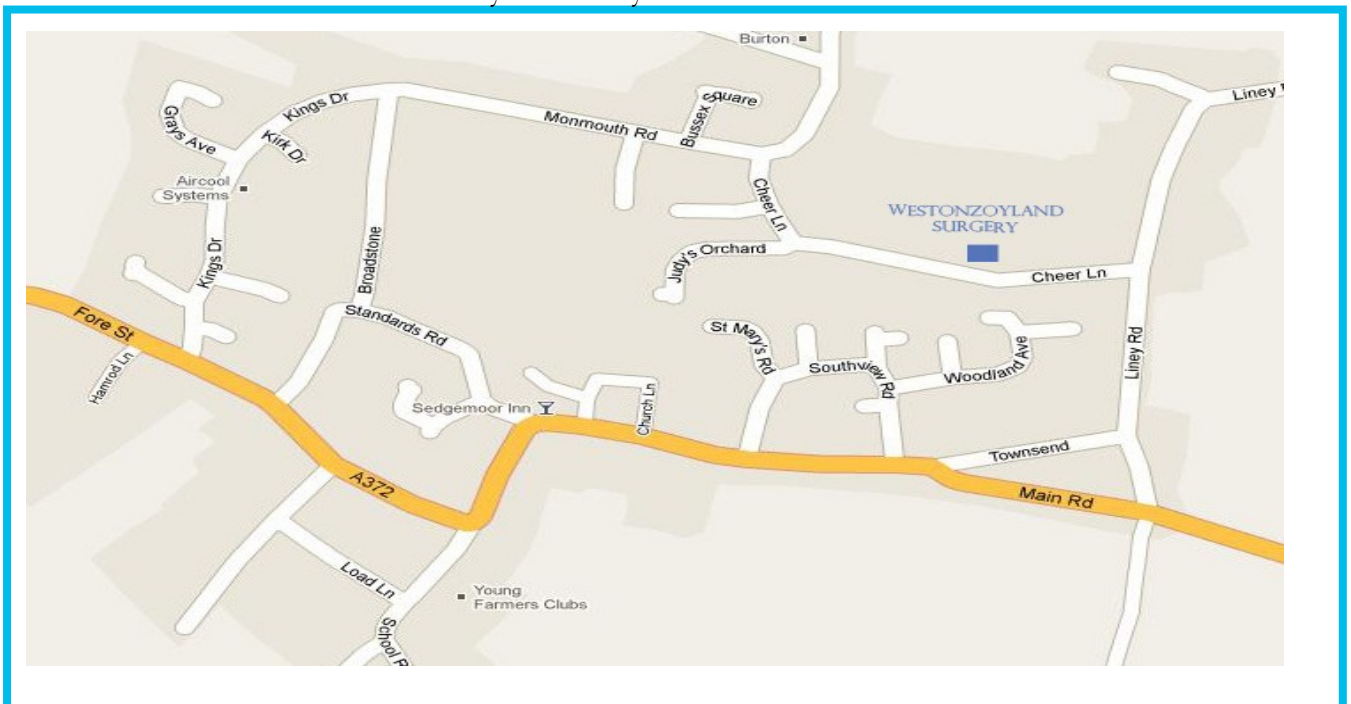 Burton
Liney
Kings Dr
Bussex Square
Grays Ave
Monmouth Rd
Kirk Dr
Aircool
Systems
Cheer Ln
WESTONZOYLAND
SURGERY
Kings Dr
Broadstone
Judy's Orchard
Cheer Ln
Fore St
Standards Rd
St Mary's Rd
Southview Rd
Woodland Ave
Liney Rd
Hamrod Ln
Sedgemoor Inn
Church Ln
Townsend
A372
Main Rd
Load Ln
Young
Farmers Clubs
School R